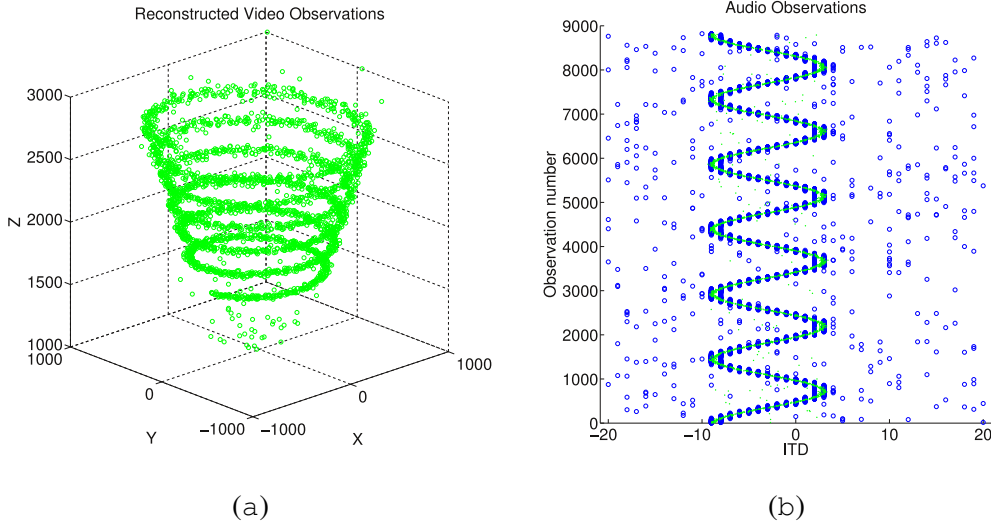 Reconstructed Video Observations
3000
2500
2000
1500
1000
Z
1000
0
−1000
Y
−1000
0
1000
X
(a)
Audio Observations
9000
8000
7000
6000
5000
4000
3000
2000
1000
0
Observation number
−20
−10
0
10
20
ITD
(b)